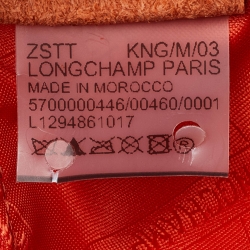 ZSTT KNG/M/03
LONGCHAMP PARIS
MADE IN MOROCCO
5700000446/00460/0001
L1294861017